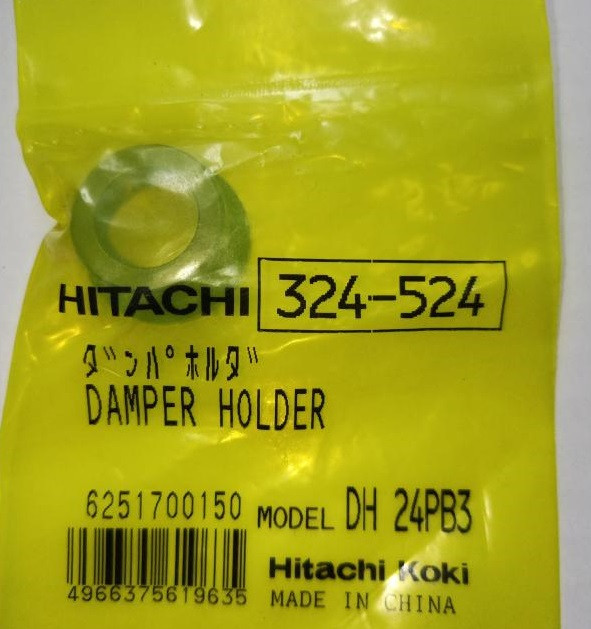 HITACHI 324-524
ﾀﾞﾝﾊﾟﾎﾙﾀﾞ
DAMPER HOLDER
6251700150 MODEL DH 24PB3
4966375619635 Hitachi Koki
MADE IN CHINA